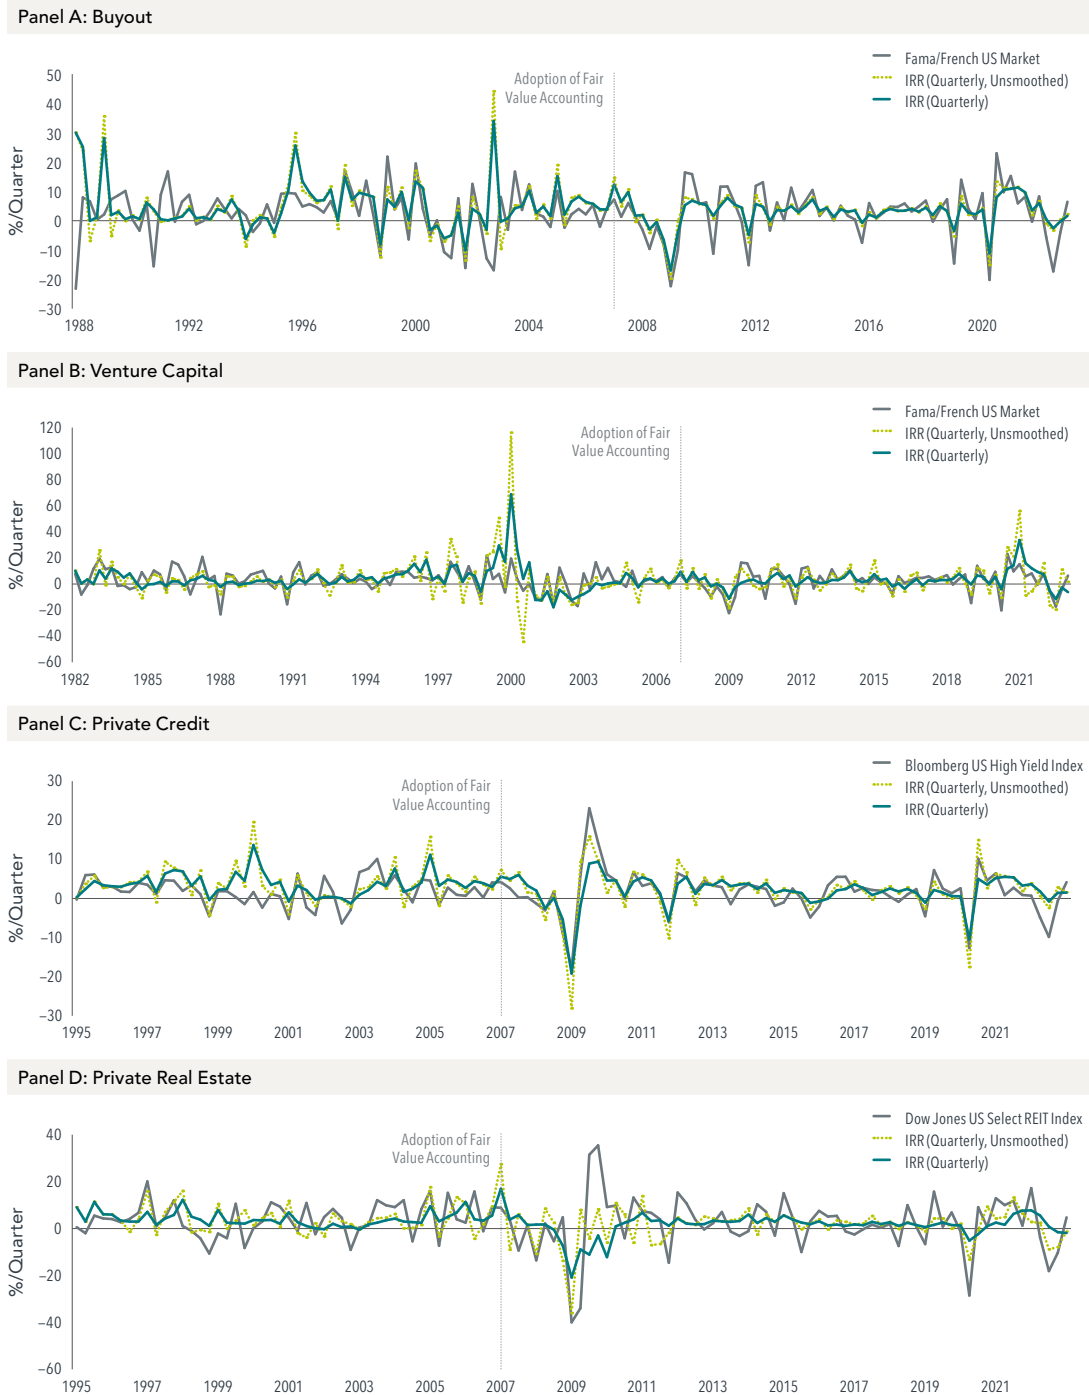 Panel A: Buyout
Fama/French US Market
IRR (Quarterly, Unsmoothed)
IRR (Quarterly)
Adoption of Fair
Value Accounting
%/Quarter
50
40
30
20
10
0
−10
−20
−30
1988 1992 1996 2000 2004 2008 2012 2016 2020
Panel B: Venture Capital
Fama/French US Market
IRR (Quarterly, Unsmoothed)
IRR (Quarterly)
Adoption of Fair
Value Accounting
%/Quarter
120
100
80
60
40
20
0
−20
−40
−60
1982 1985 1988 1991 1994 1997 2000 2003 2006 2009 2012 2015 2018 2021
Panel C: Private Credit
Bloomberg US High Yield Index
IRR (Quarterly, Unsmoothed)
IRR (Quarterly)
Adoption of Fair
Value Accounting
%/Quarter
30
20
10
0
−10
−20
−30
1995 1997 1999 2001 2003 2005 2007 2009 2011 2013 2015 2017 2019 2021
Panel D: Private Real Estate
Dow Jones US Select REIT Index
IRR (Quarterly, Unsmoothed)
IRR (Quarterly)
Adoption of Fair
Value Accounting
%/Quarter
40
20
0
−20
−40
−60
1995 1997 1999 2001 2003 2005 2007 2009 2011 2013 2015 2017 2019 2021